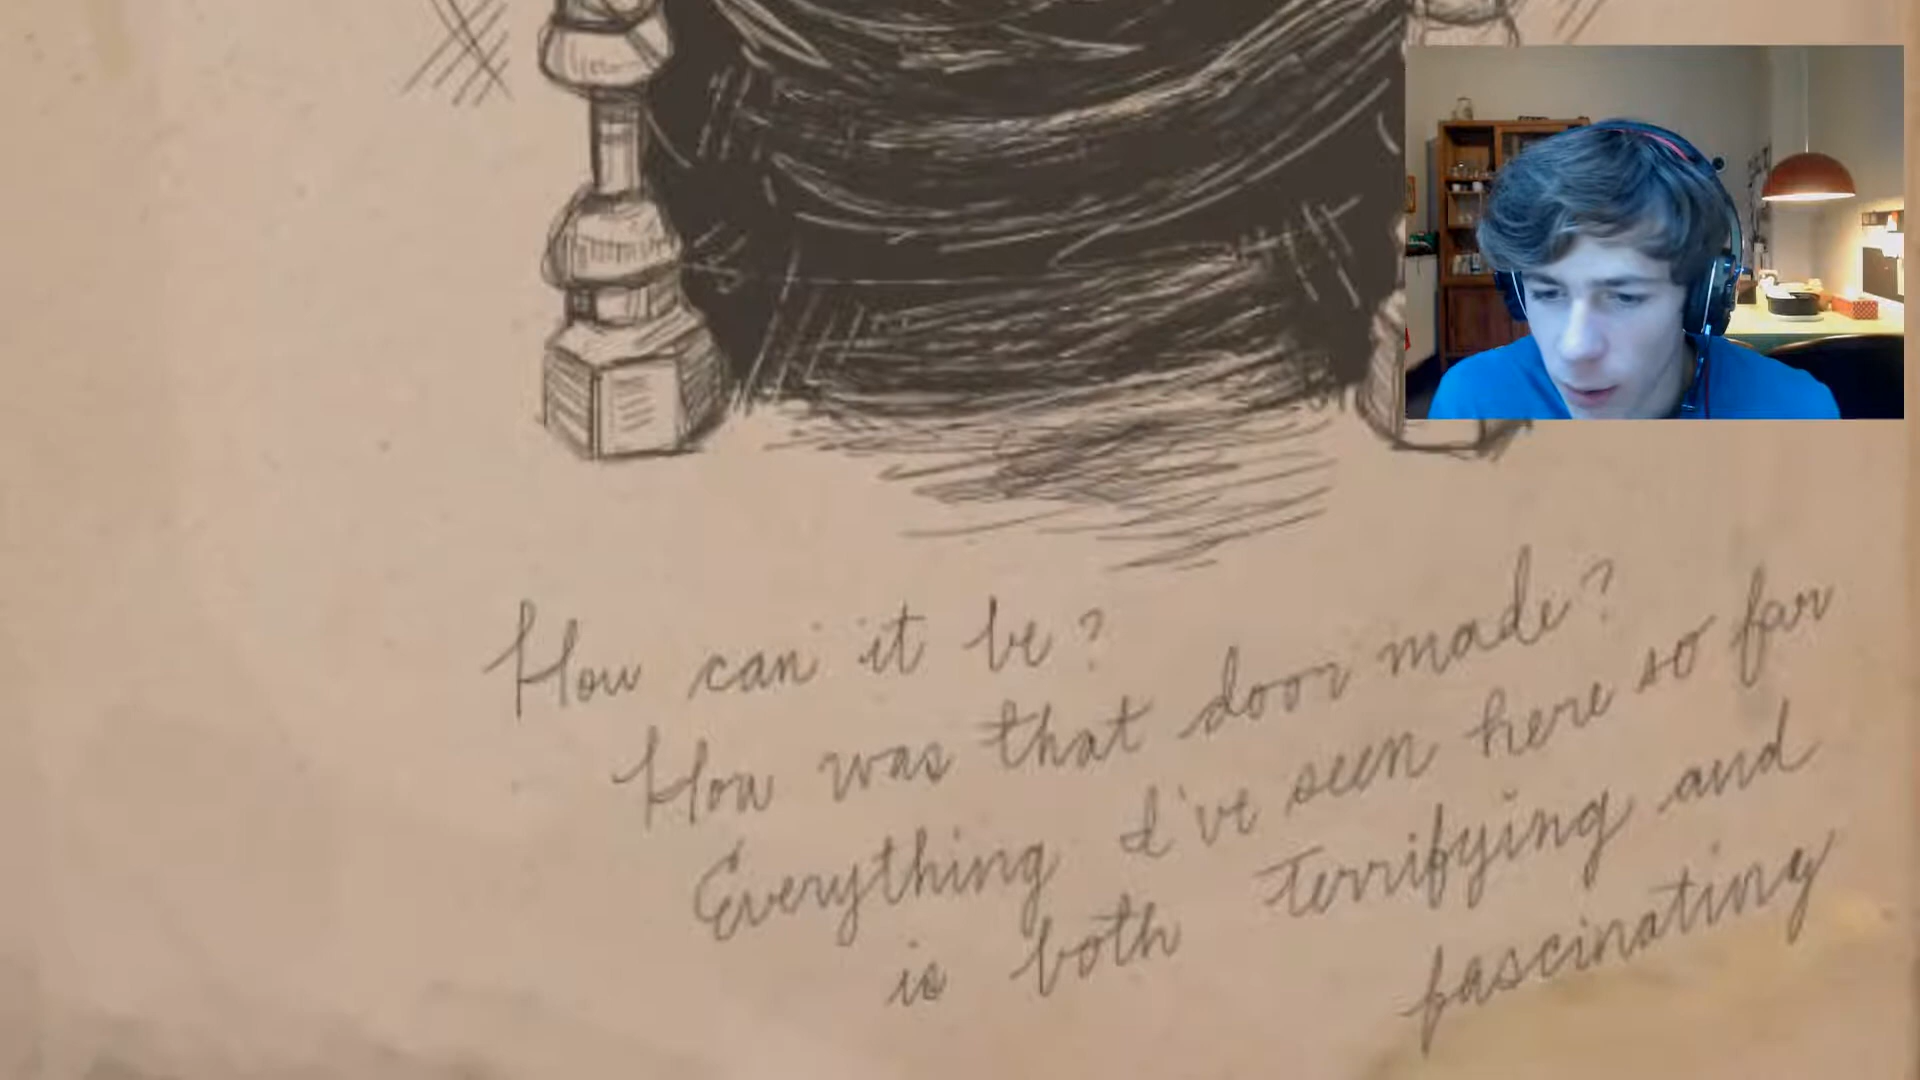 How can it be?
How was that door made?
Everything I've seen here so far
is both terrifying and
fascinating